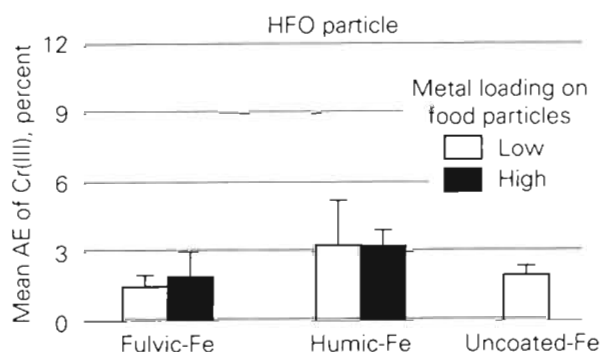 HFO particle
12
9
6
3
0
Mean AE of Cr(III), percent
Metal loading on
food particles
Low
High
Fulvic-Fe Humic-Fe Uncoated-Fe